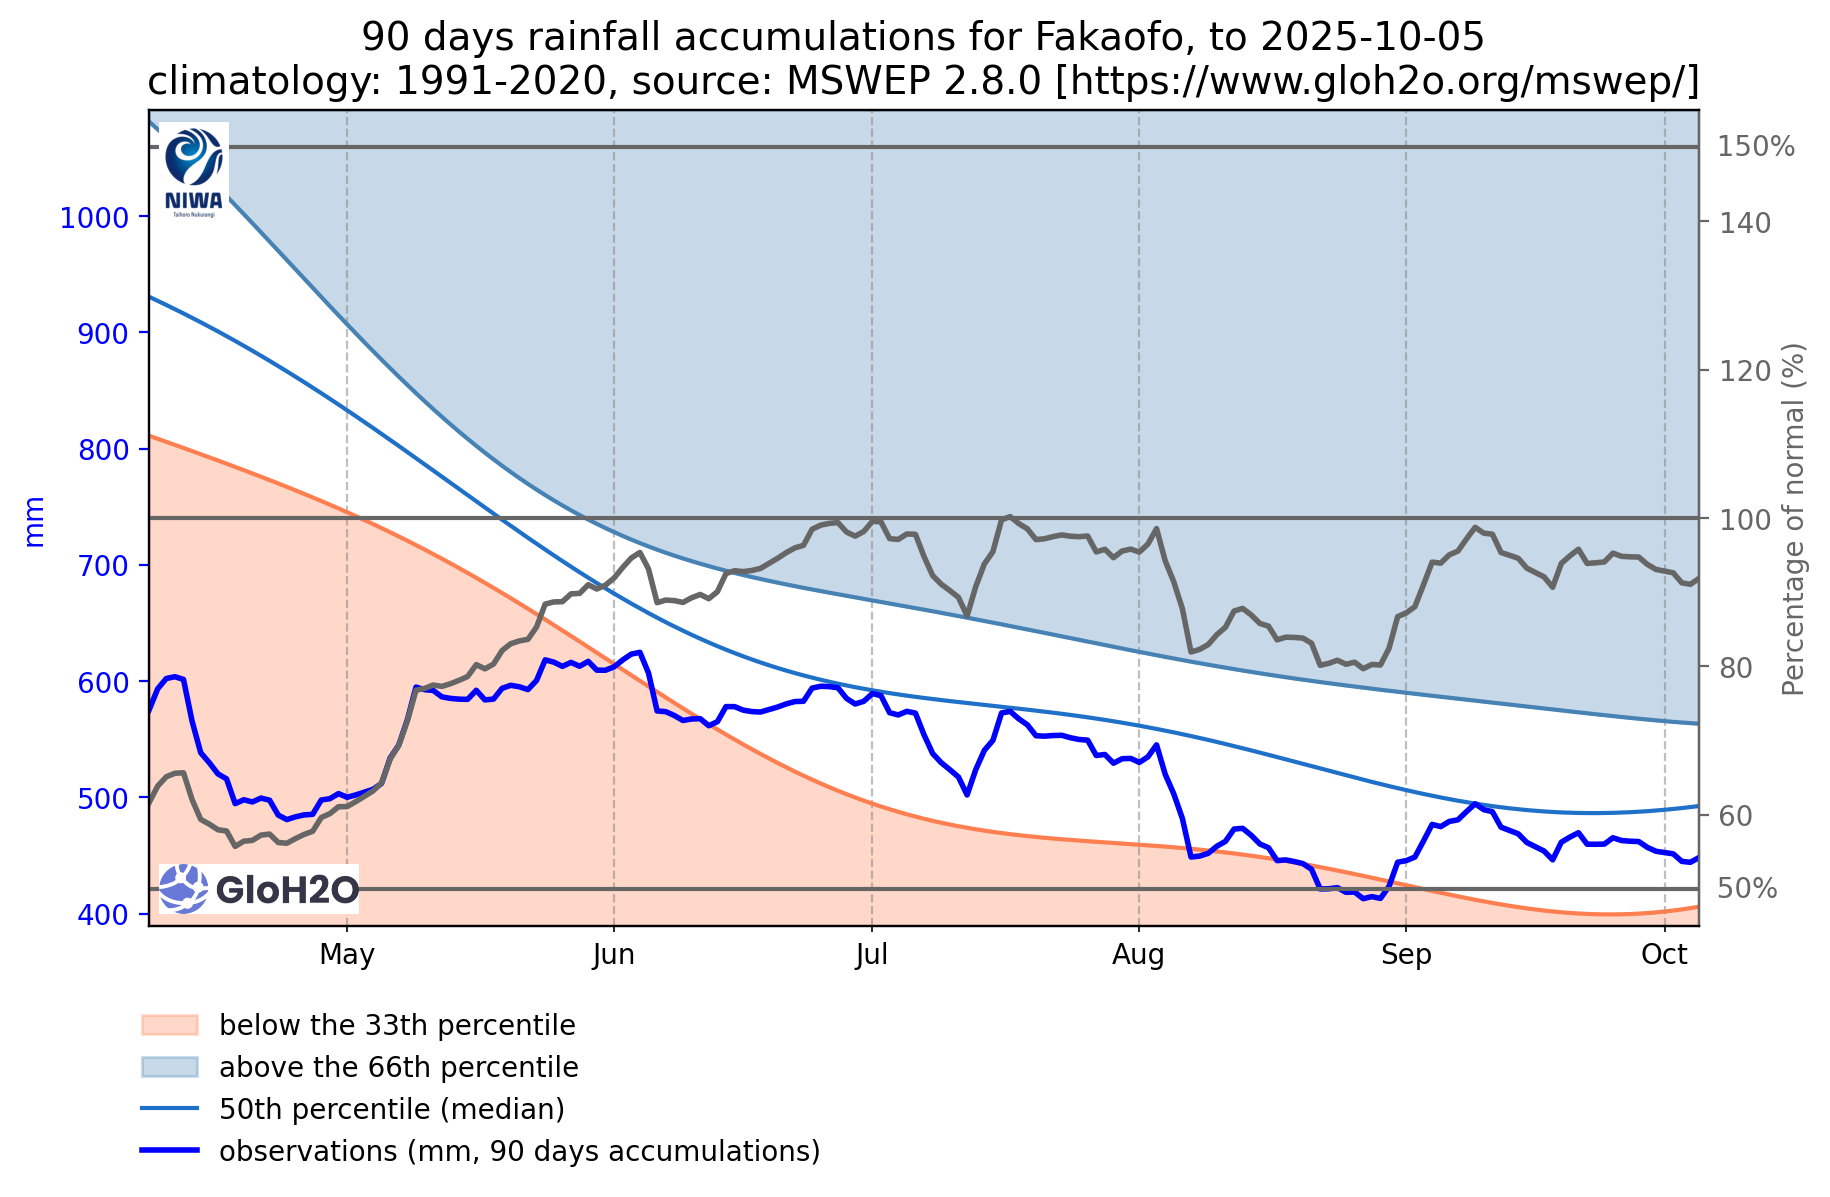 90 days rainfall accumulations for Fakaofo, to 2025-10-05
climatology: 1991-2020, source: MSWEP 2.8.0 [https://www.gloh2o.org/mswep/]
NIWA
Taihoro Nukurangi
1000
900
800
700
600
500
400
mm
150%
140
120
100
80
60
50%
Percentage of normal (%)
GloH2O
May
Jun
Jul
Aug
Sep
Oct
below the 33th percentile
above the 66th percentile
50th percentile (median)
observations (mm, 90 days accumulations)